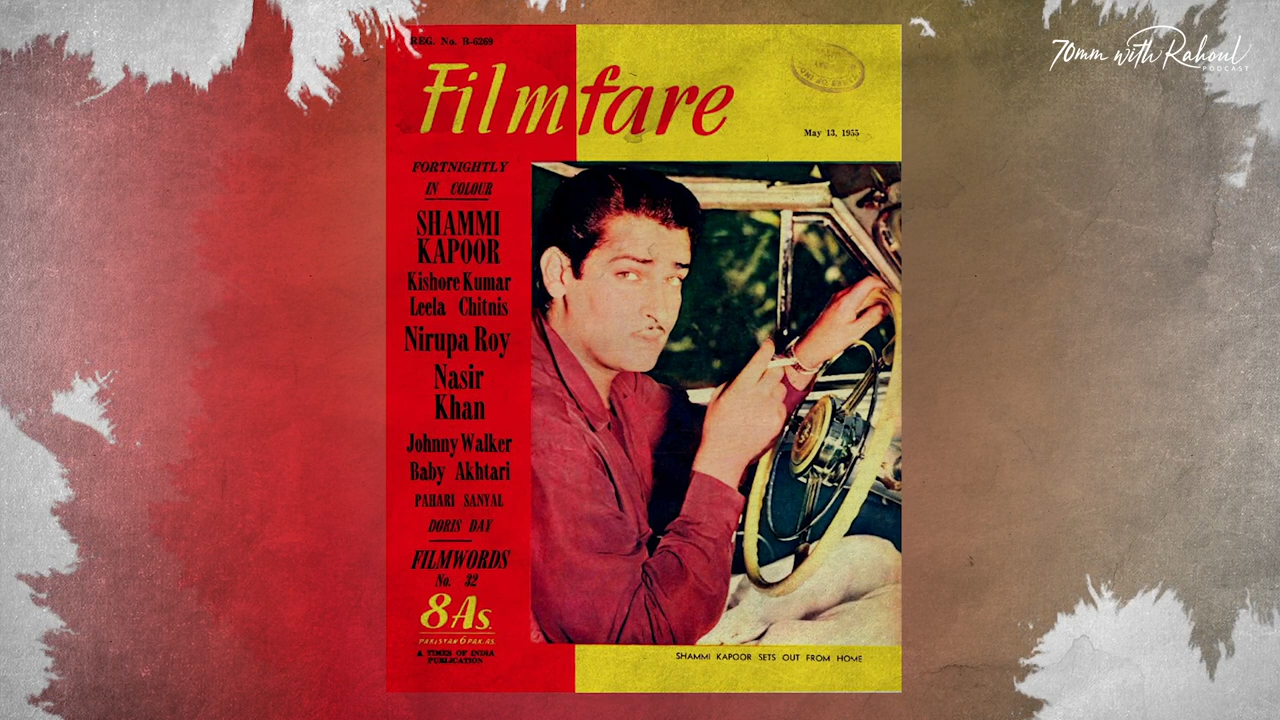 70mm with Rahoul
PODCAST
REG. No. R-6269
Filmfare
May 13, 1955
FORTNIGHTLY
IN COLOUR
SHAMMI
KAPOOR
Kishore Kumar
Leela Chitnis
Nirupa Roy
Nasir
Khan
Johnny Walker
Baby Akhtari
PAHARI SANYAL
DORIS DAY
FILMWORDS
No. 32
8 As.
PAKISTAN 6 PAK. AS.
A TIMES OF INDIA
PUBLICATION
SHAMMI KAPOOR SETS OUT FROM HOME